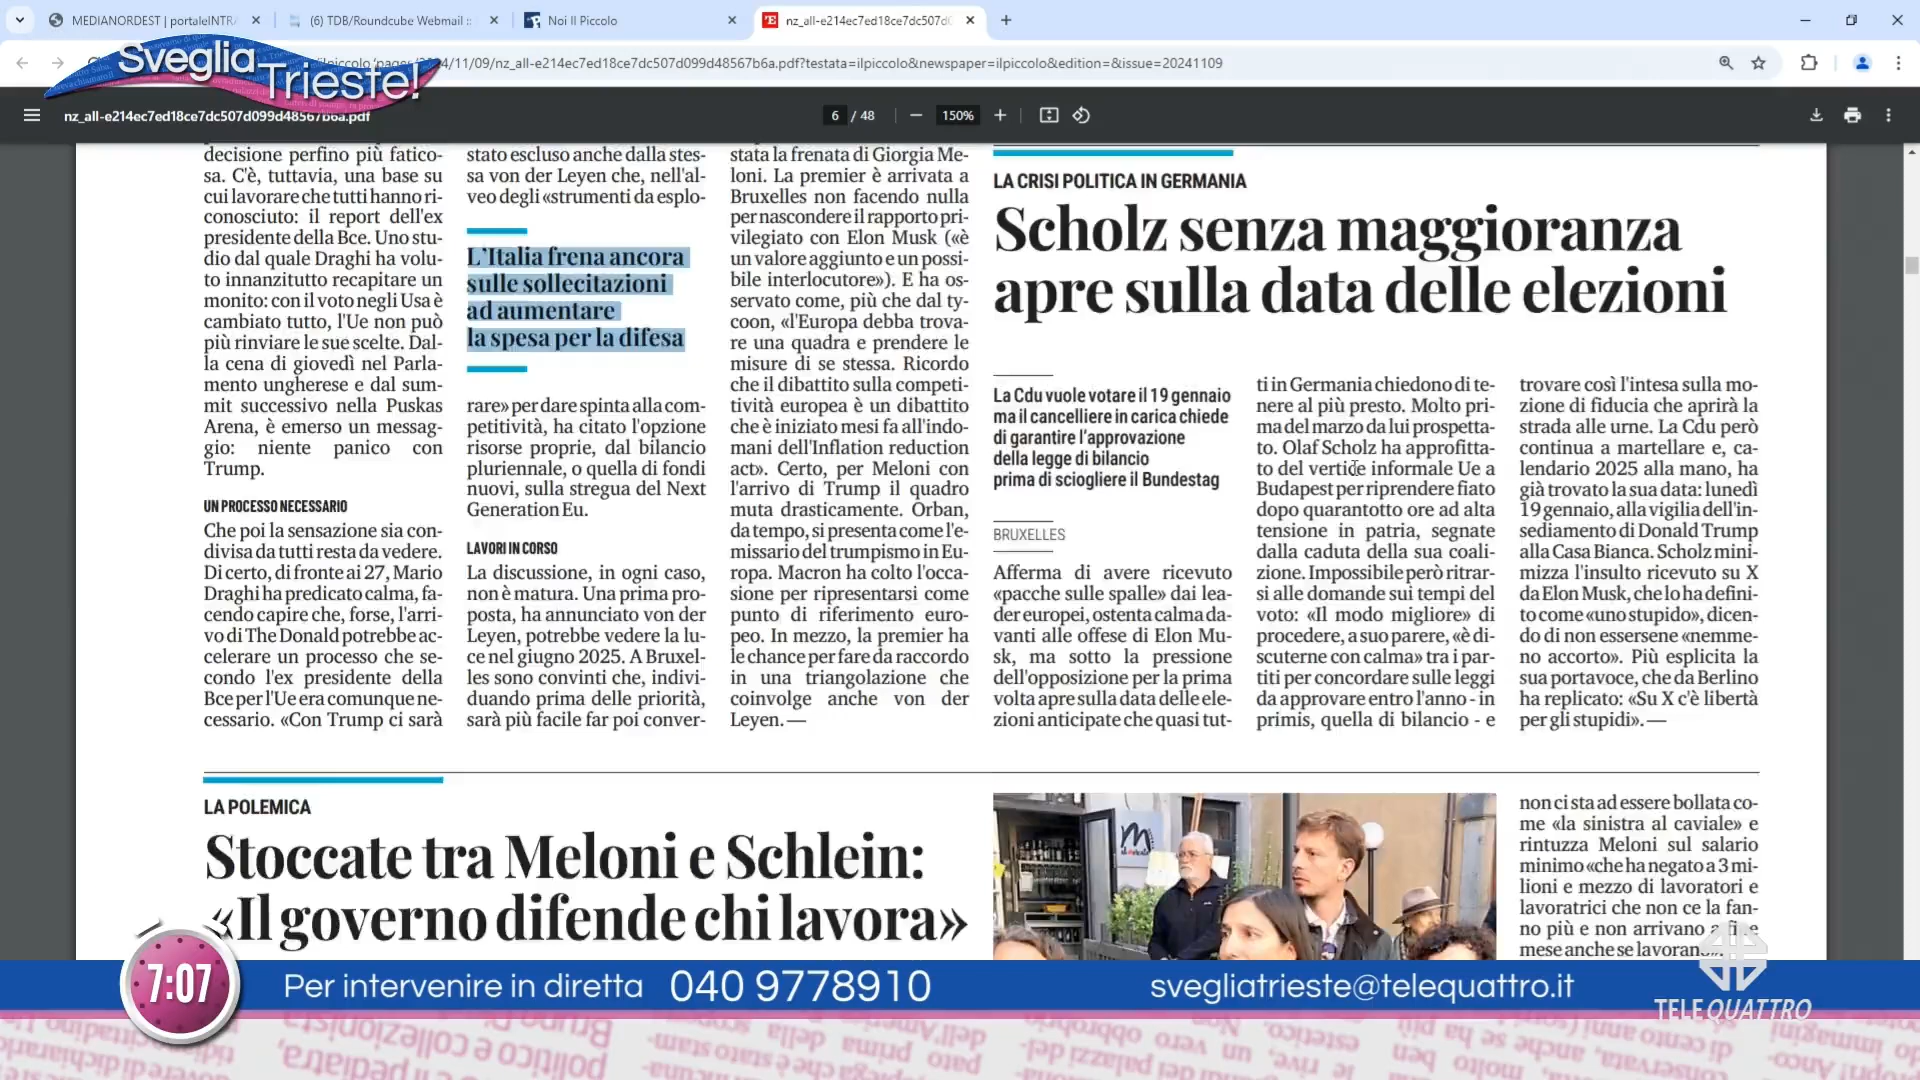 MEDIANORDEST | portaleINTRA
(6) TDB/Roundcube Webmail ::
Noi Il Piccolo
nz_all-e214ec7ed18ce7dc507d0
Sveglia
Trieste!
/11/09/nz_all-e214ec7ed18ce7dc507d099d48567b6a.pdf?testata=ilpiccolo&newspaper=ilpiccolo&edition=&issue=20241109
nz_all-e214ec7ed18ce7dc507d099d48567b6a.pdf
6 / 48
150%
decisione perfino più fatico-
sa. C'è, tuttavia, una base su
cui lavorare che tutti hanno ri-
conosciuto: il report dell'ex
presidente della Bce. Uno stu-
dio dal quale Draghi ha volu-
to innanzitutto recapitare un
monito: con il voto negli Usa è
cambiato tutto, l'Ue non può
più rinviare le sue scelte. Dal-
la cena di giovedì nel Parla-
mento ungherese e dal sum-
mit successivo nella Puskas
Arena, è emerso un messag-
gio: niente panico con
Trump.
UN PROCESSO NECESSARIO
Che poi la sensazione sia con-
divisa da tutti resta da vedere.
Di certo, di fronte ai 27, Mario
Draghi ha predicato calma, fa-
cendo capire che, forse, l'arri-
vo di The Donald potrebbe ac-
celerare un processo che se-
condo l'ex presidente della
Bce per l'Ue era comunque ne-
cessario. «Con Trump ci sarà
stato escluso anche dalla stes-
sa von der Leyen che, nell'al-
veo degli «strumenti da esplo-
L'Italia frena ancora
sulle sollecitazioni
ad aumentare
la spesa per la difesa
rare» per dare spinta alla com-
petitività, ha citato l'opzione
risorse proprie, dal bilancio
pluriennale, o quella di fondi
nuovi, sulla stregua del Next
Generation Eu.
LAVORI IN CORSO
La discussione, in ogni caso,
non è matura. Una prima pro-
posta, ha annunciato von der
Leyen, potrebbe vedere la lu-
ce nel giugno 2025. A Bruxel-
les sono convinti che, indivi-
duando prima delle priorità,
sarà più facile far poi conver-
stata la frenata di Giorgia Me-
loni. La premier è arrivata a
Bruxelles non facendo nulla
per nascondere il rapporto pri-
vilegiato con Elon Musk («è
un valore aggiunto e un possi-
bile interlocutore»). E ha os-
servato come, più che dal ty-
coon, «l'Europa debba trova-
re una quadra e prendere le
misure di se stessa. Ricordo
che il dibattito sulla competi-
tività europea è un dibattito
che è iniziato mesi fa all'indo-
mani dell'Inflation reduction
act». Certo, per Meloni con
l'arrivo di Trump il quadro
muta drasticamente. Orban,
da tempo, si presenta come l'e-
missario del trumpismo in Eu-
ropa. Macron ha colto l'occa-
sione per ripresentarsi come
punto di riferimento euro-
peo. In mezzo, la premier ha
le chance per fare da raccordo
in una triangolazione che
coinvolge anche von der
Leyen. —
LA CRISI POLITICA IN GERMANIA
Scholz senza maggioranza
apre sulla data delle elezioni
La Cdu vuole votare il 19 gennaio
ma il cancelliere in carica chiede
di garantire l'approvazione
della legge di bilancio
prima di sciogliere il Bundestag
BRUXELLES
Afferma di avere ricevuto
«pacche sulle spalle» dai lea-
der europei, ostenta calma da-
vanti alle offese di Elon Mu-
sk, ma sotto la pressione
dell'opposizione per la prima
volta apre sulla data delle ele-
zioni anticipate che quasi tut-
ti in Germania chiedono di te-
nere al più presto. Molto pri-
ma del marzo da lui prospetta-
to. Olaf Scholz ha approfitta-
to del vertice informale Ue a
Budapest per riprendere fiato
dopo quarantotto ore ad alta
tensione in patria, segnate
dalla caduta della sua coali-
zione. Impossibile però ritrar-
si alle domande sui tempi del
voto: «Il modo migliore» di
procedere, a suo parere, «è di-
scuterne con calma» tra i par-
titi per concordare sulle leggi
da approvare entro l'anno - in
primis, quella di bilancio - e
trovare così l'intesa sulla mo-
zione di fiducia che aprirà la
strada alle urne. La Cdu però
continua a martellare e, ca-
lendario 2025 alla mano, ha
già trovato la sua data: lunedì
19 gennaio, alla vigilia dell'in-
sediamento di Donald Trump
alla Casa Bianca. Scholz mini-
mizza l'insulto ricevuto su X
da Elon Musk, che lo ha defini-
to come «uno stupido», dicen-
do di non essersene «nemme-
no accorto». Più esplicita la
sua portavoce, che da Berlino
ha replicato: «Su X c'è libertà
per gli stupidi». —
LA POLEMICA
Stoccate tra Meloni e Schlein:
«Il governo difende chi lavora»
non ci sta ad essere bollata co-
me «la sinistra al caviale» e
rintuzza Meloni sul salario
minimo «che ha negato a 3 mi-
lioni e mezzo di lavoratori e
lavoratrici che non ce la fan-
no più e non arrivano a fine
mese anche se lavorano».
7:07
Per intervenire in diretta 040 9778910
svegliatrieste@telequattro.it
TELEQUATTRO